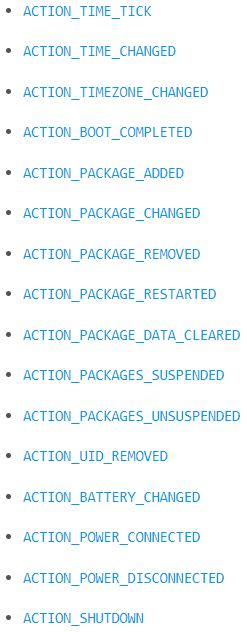 ACTION_TIME_TICK
ACTION_TIME_CHANGED
ACTION_TIMEZONE_CHANGED
ACTION_BOOT_COMPLETED
ACTION_PACKAGE_ADDED
ACTION_PACKAGE_CHANGED
ACTION_PACKAGE_REMOVED
ACTION_PACKAGE_RESTARTED
ACTION_PACKAGE_DATA_CLEARED
ACTION_PACKAGES_SUSPENDED
ACTION_PACKAGES_UNSUSPENDED
ACTION_UID_REMOVED
ACTION_BATTERY_CHANGED
ACTION_POWER_CONNECTED
ACTION_POWER_DISCONNECTED
ACTION_SHUTDOWN